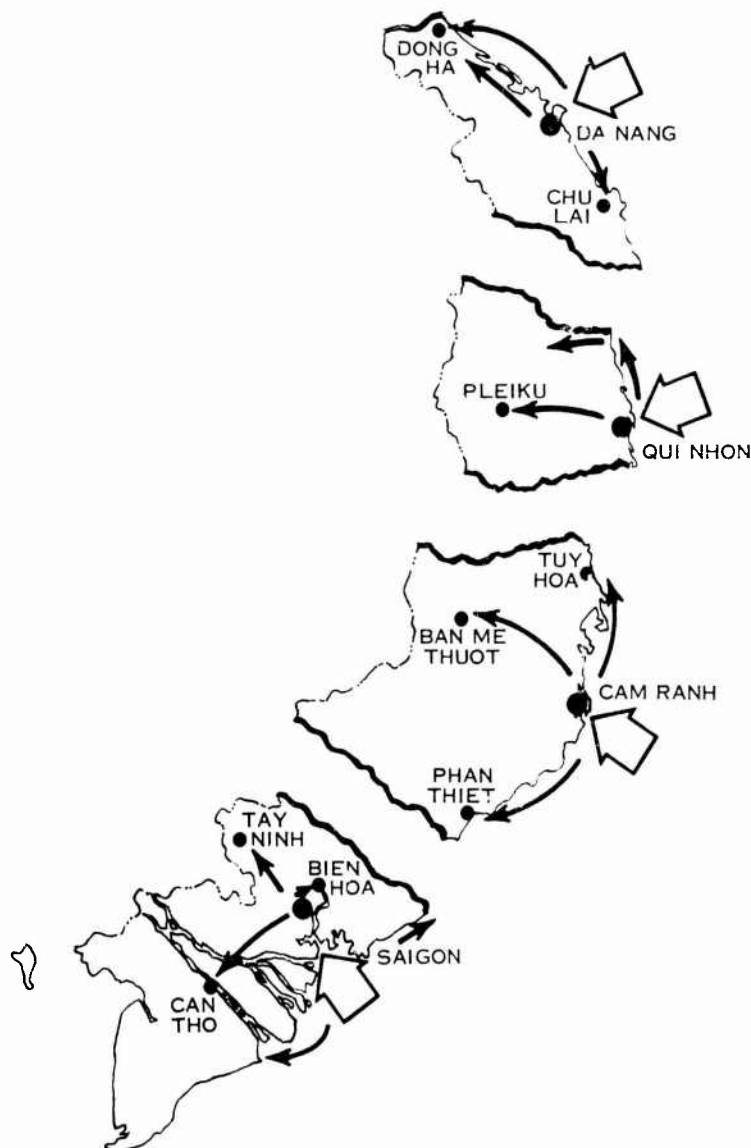 DONG
HA
DA NANG
CHU
LAI
PLEIKU
QUI NHON
TUY
HOA
BAN ME
THUOT
CAM RANH
PHAN
THIET
TAY
NINH
BIEN
HOA
SAIGON
CAN
THO